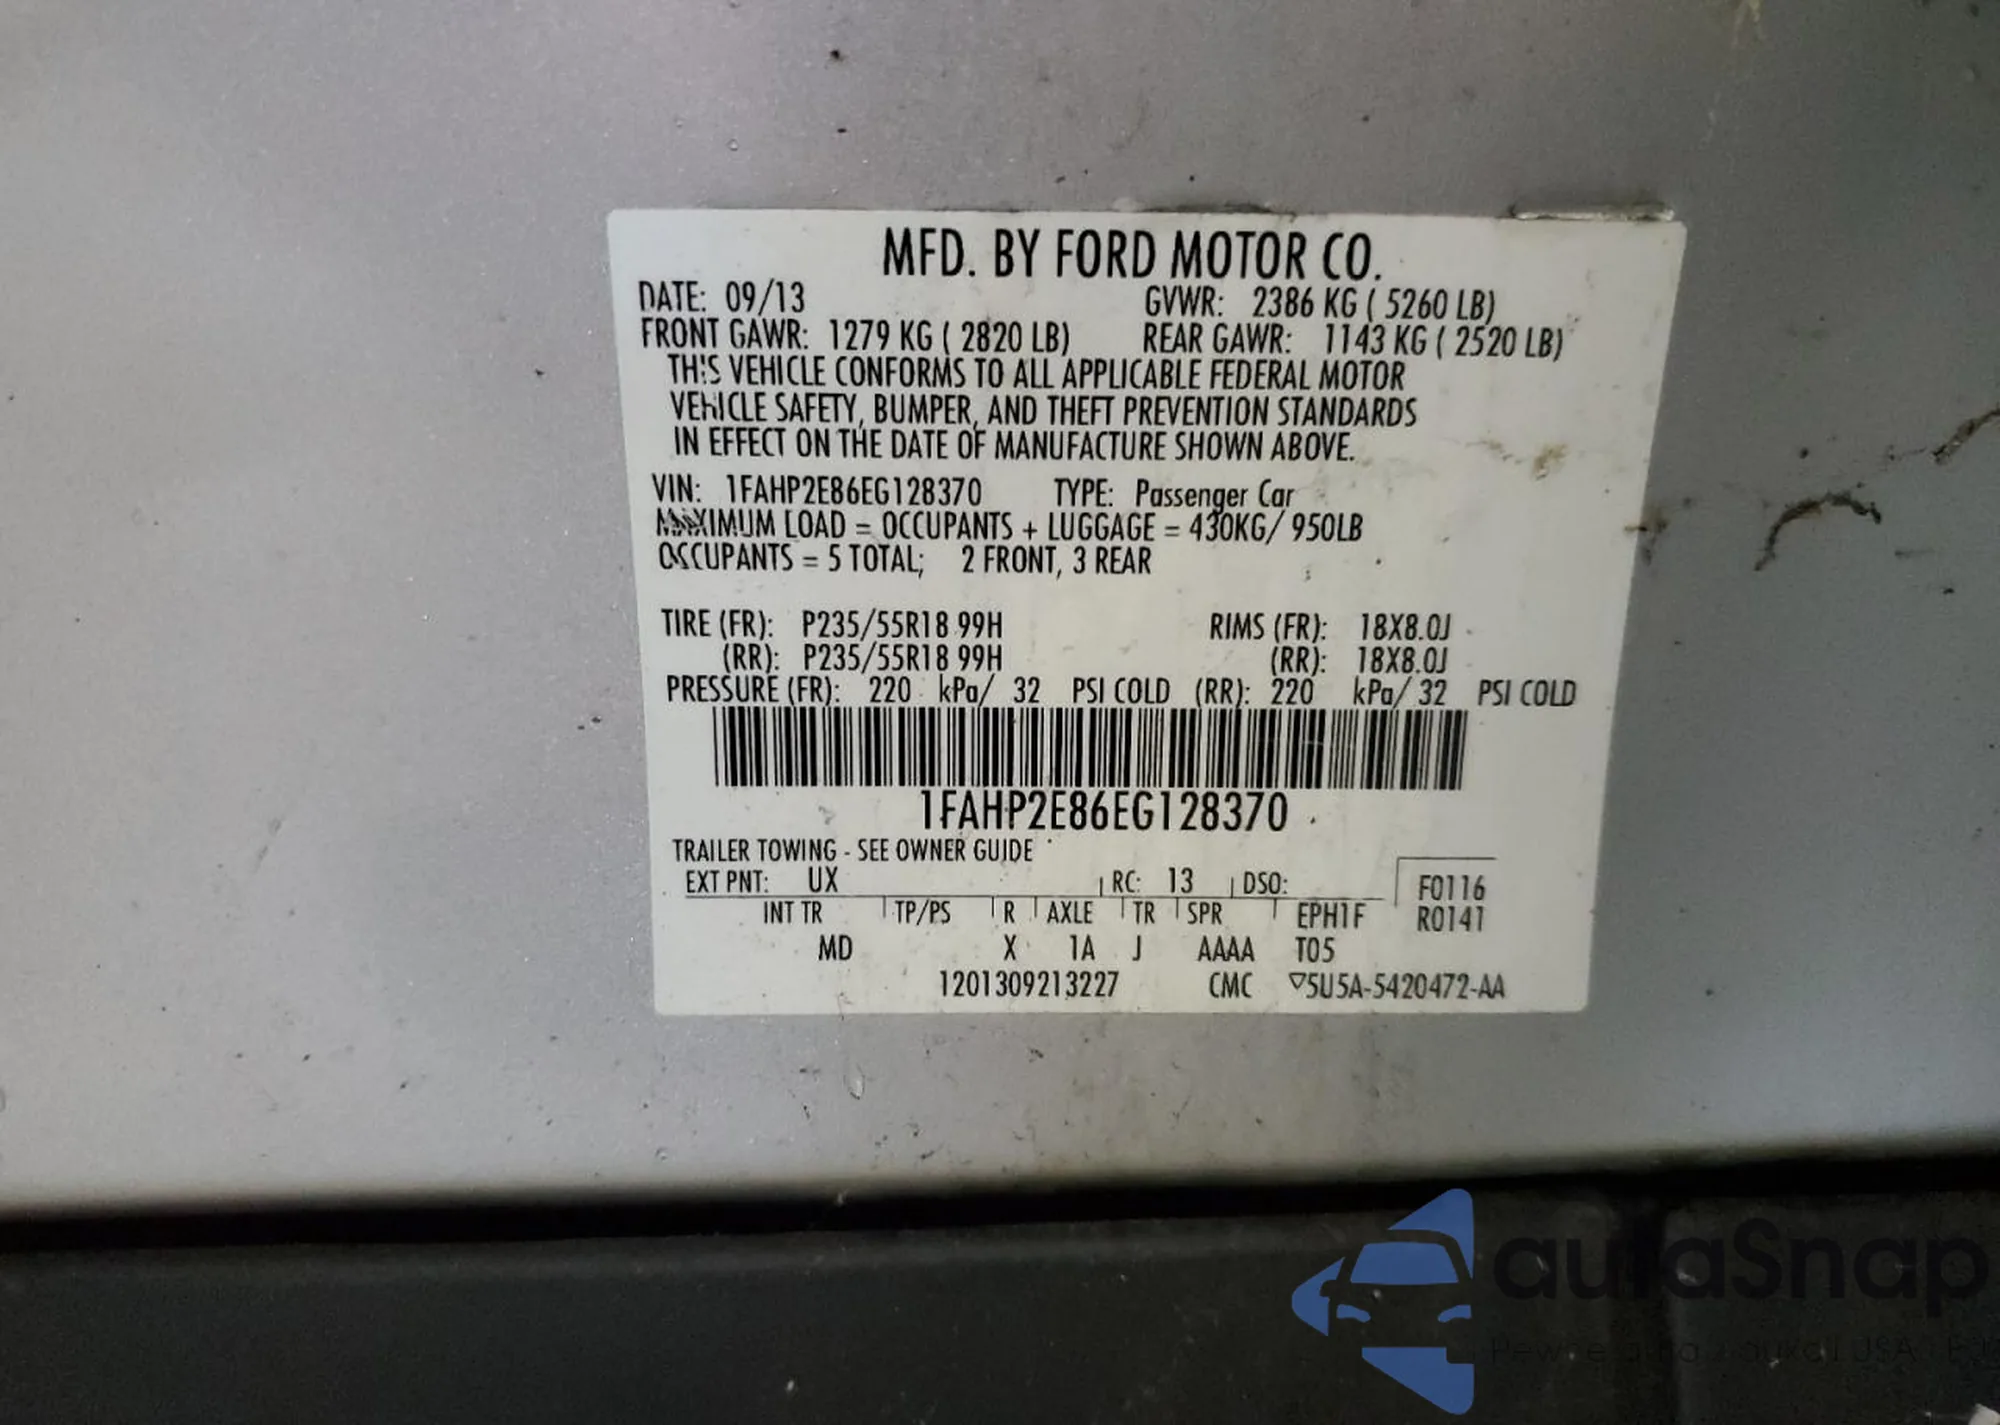 MFD. BY FORD MOTOR CO.
DATE: 09/13 GVWR: 2386 KG ( 5260 LB)
FRONT GAWR: 1279 KG ( 2820 LB) REAR GAWR: 1143 KG ( 2520 LB)
THIS VEHICLE CONFORMS TO ALL APPLICABLE FEDERAL MOTOR
VEHICLE SAFETY, BUMPER, AND THEFT PREVENTION STANDARDS
IN EFFECT ON THE DATE OF MANUFACTURE SHOWN ABOVE.
VIN: 1FAHP2E86EG128370 TYPE: Passenger Car
MAXIMUM LOAD = OCCUPANTS + LUGGAGE = 430KG/ 950LB
OCCUPANTS = 5 TOTAL; 2 FRONT, 3 REAR
TIRE (FR): P235/55R18 99H RIMS (FR): 18X8.0J
(RR): P235/55R18 99H (RR): 18X8.0J
PRESSURE (FR): 220 kPa/ 32 PSI COLD (RR): 220 kPa/ 32 PSI COLD
1FAHP2E86EG128370
TRAILER TOWING - SEE OWNER GUIDE
EXT PNT: UX RC: 13 DSO: F0116
INT TR TP/PS R AXLE TR SPR EPH1F R0141
MD X 1A J AAAA T05
1201309213227 CMC ▽5U5A-5420472-AA
autaSnap